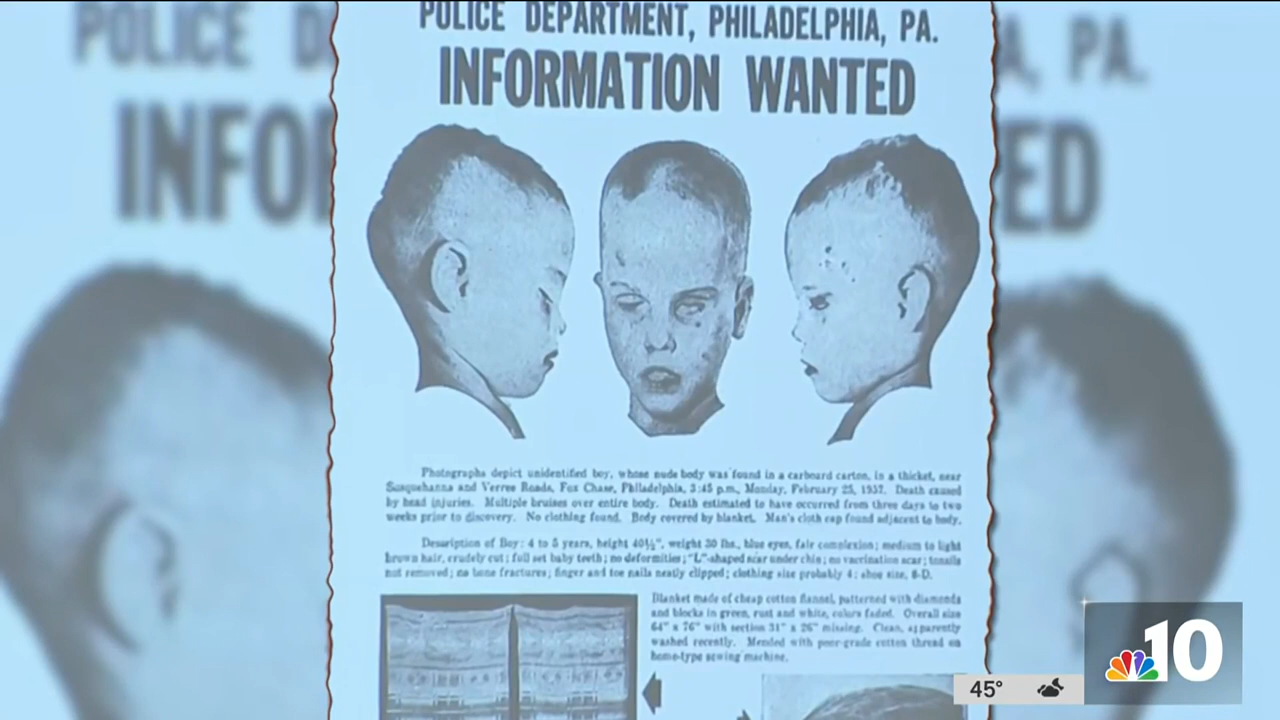 POLICE DEPARTMENT, PHILADELPHIA, PA.
INFORMATION WANTED
Photographs depict unidentified boy, whose nude body was found in a carboard carton, in a thicket, near
Susquehanna and Verree Roads, Fox Chase, Philadelphia, 3:45 p.m., Monday, February 25, 1957. Death caused
by head injuries. Multiple bruises over entire body. Death estimated to have occurred from three days to two
weeks prior to discovery. No clothing found. Body covered by blanket. Man's cloth cap found adjacent to body.
Description of Boy: 4 to 5 years, height 40½", weight 30 lbs., blue eyes, fair complexion; medium to light
brown hair, crudely cut; full set baby teeth; no deformities; "L"-shaped scar under chin; no vaccination scar; tonsils
not removed; no bone fractures; finger and toe nails neatly clipped; clothing size probably 4; shoe size, 8-D.
Blanket made of cheap cotton flannel, patterned with diamonds
and blocks in green, rust and white, colors faded. Overall size
64" x 76" with section 31" x 26" missing. Clean, apparently
washed recently. Mended with poor-grade cotton thread on
home-type sewing machine.
POLICE D
INFO
A, PA.
ED
10
45°